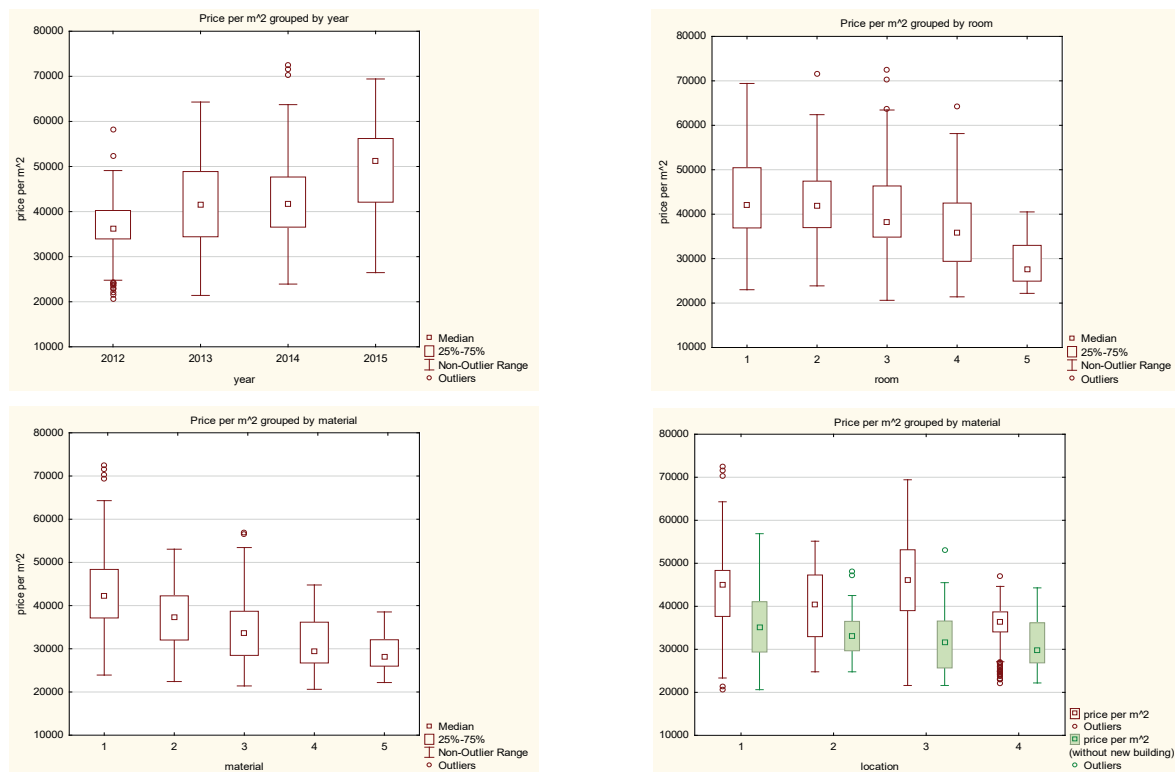 Price per m^2 grouped by year
80000
70000
60000
50000
40000
30000
20000
10000
price per m^2
2012 2013 2014 2015
year
Median
25%-75%
Non-Outlier Range
Outliers
Price per m^2 grouped by room
80000
70000
60000
50000
40000
30000
20000
10000
price per m^2
1 2 3 4 5
room
Median
25%-75%
Non-Outlier Range
Outliers
Price per m^2 grouped by material
80000
70000
60000
50000
40000
30000
20000
10000
price per m^2
1 2 3 4 5
material
Median
25%-75%
Non-Outlier Range
Outliers
Price per m^2 grouped by material
80000
70000
60000
50000
40000
30000
20000
10000
1 2 3 4
location
price per m^2
Outliers
price per m^2
(without new building)
Outliers